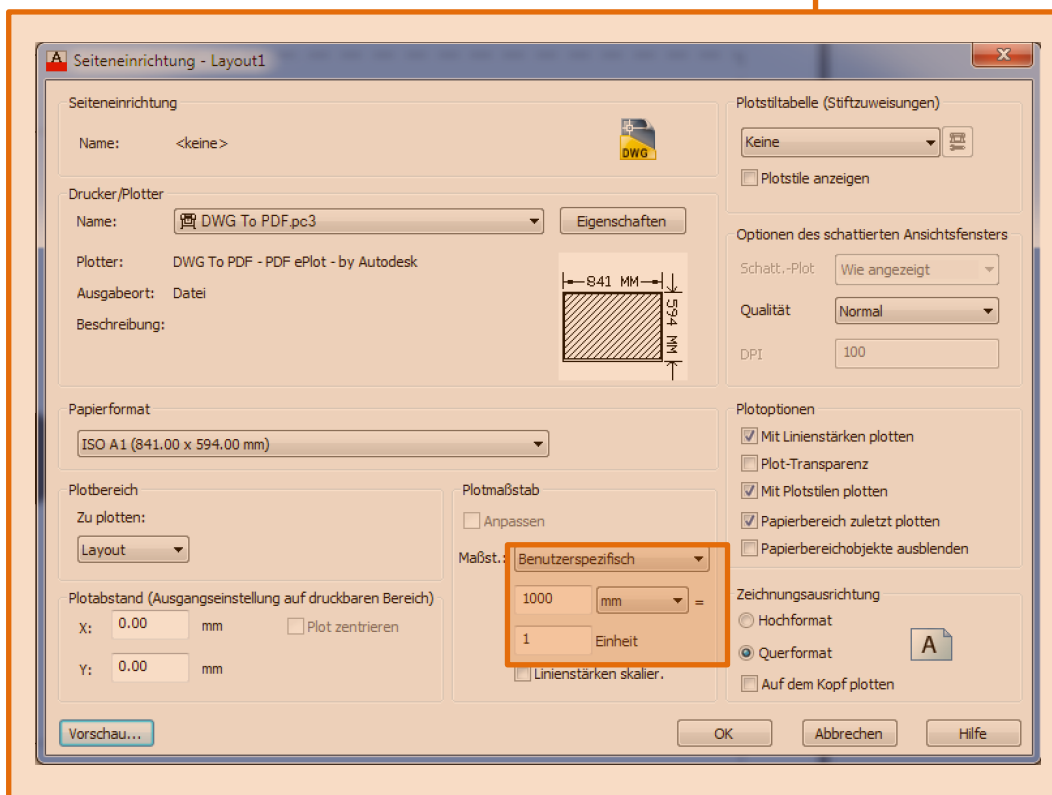 Seiteneinrichtung - Layout1
Seiteneinrichtung
Name: <keine>
DWG
Drucker/Plotter
Name: DWG To PDF.pc3 Eigenschaften
Plotter: DWG To PDF - PDF ePlot - by Autodesk
Ausgabeort: Datei
Beschreibung:
841 MM
594 MM
Papierformat
ISO A1 (841.00 x 594.00 mm)
Plotbereich
Zu plotten:
Layout
Plotmaßstab
Anpassen
Maßst.: Benutzerspezifisch
1000 mm =
1 Einheit
Linienstärken skalier.
Plotabstand (Ausgangseinstellung auf druckbaren Bereich)
X: 0.00 mm Plot zentrieren
Y: 0.00 mm
Plotstiltabelle (Stiftzuweisungen)
Keine
Plotstile anzeigen
Optionen des schattierten Ansichtsfensters
Schatt.-Plot Wie angezeigt
Qualität Normal
DPI 100
Plotoptionen
Mit Linienstärken plotten
Plot-Transparenz
Mit Plotstilen plotten
Papierbereich zuletzt plotten
Papierbereichobjekte ausblenden
Zeichnungsausrichtung
Hochformat
Querformat
A
Auf dem Kopf plotten
Vorschau... OK Abbrechen Hilfe